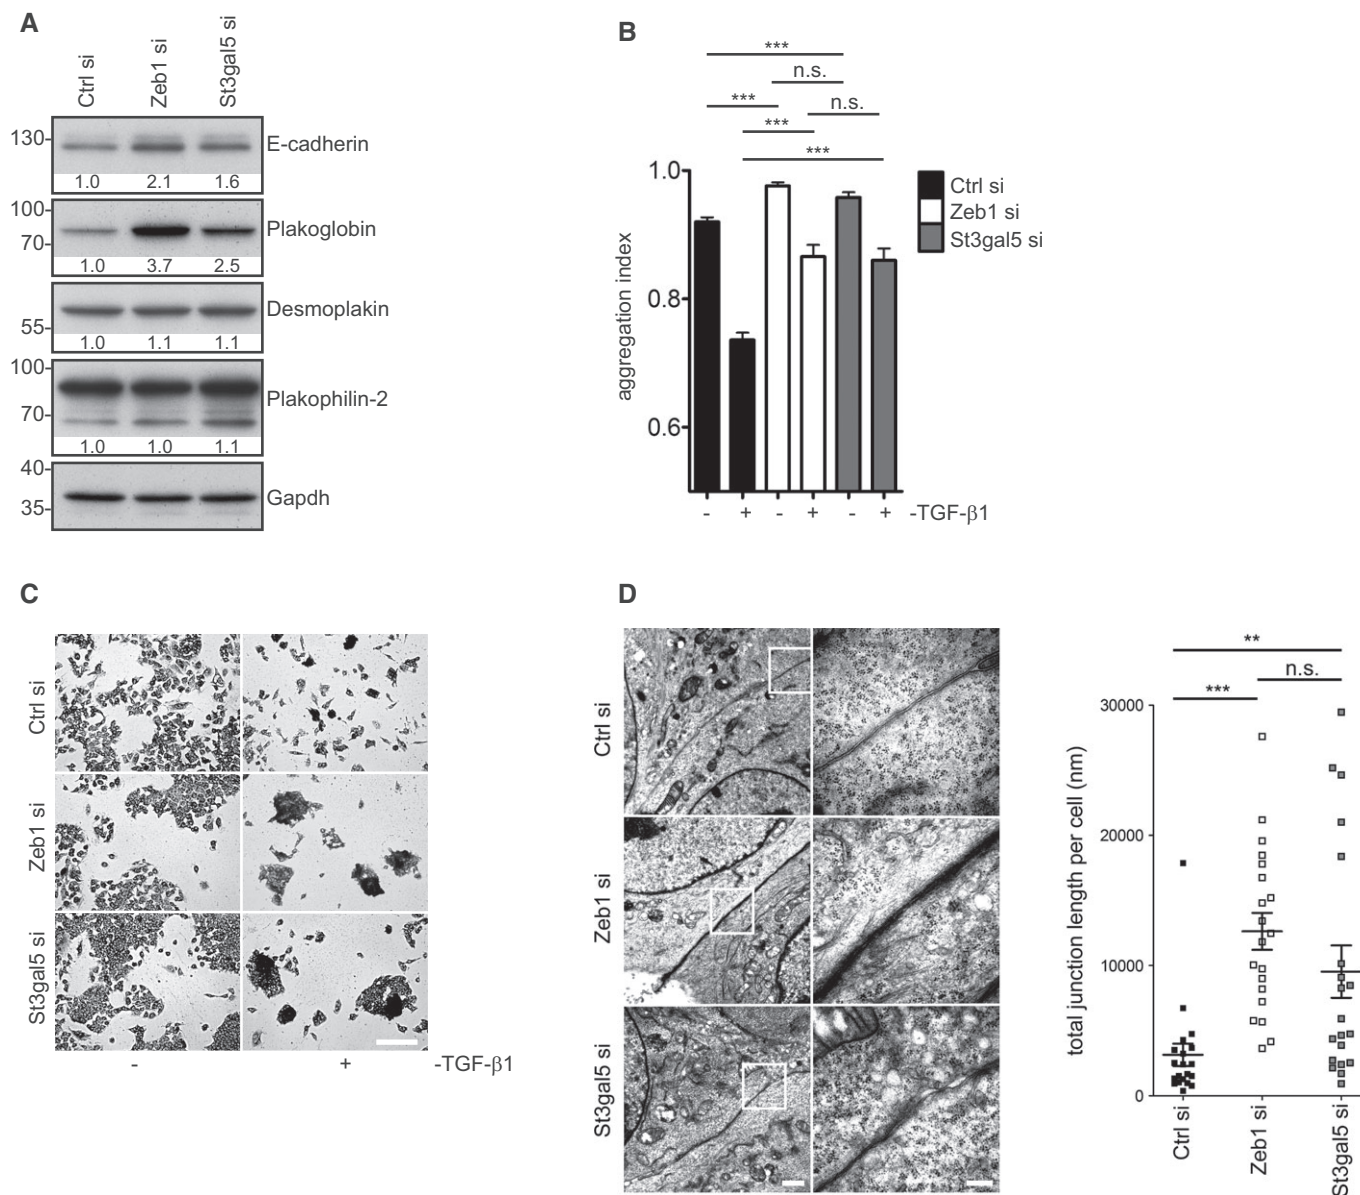 A
Ctrl si
Zeb1 si
St3gal5 si
130
E-cadherin
1.0 2.1 1.6
100
70
Plakoglobin
1.0 3.7 2.5
Desmoplakin
55
1.0 1.1 1.1
100
Plakophilin-2
70
1.0 1.0 1.1
40
Gapdh
35
B
***
n.s.
***
n.s.
***
***
1.0
0.8
0.6
aggregation index
Ctrl si
Zeb1 si
St3gal5 si
- + - + - + -TGF-β1
C
Ctrl si
Zeb1 si
St3gal5 si
- + -TGF-β1
D
Ctrl si
Zeb1 si
St3gal5 si
**
n.s.
***
30000
20000
10000
0
total junction length per cell (nm)
Ctrl si
Zeb1 si
St3gal5 si